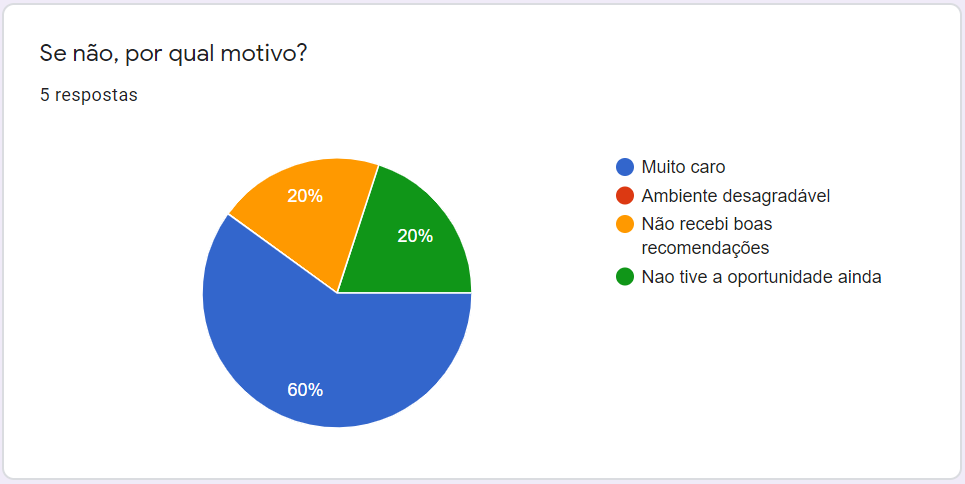 Se não, por qual motivo?
5 respostas
20%
20%
60%
Muito caro
Ambiente desagradável
Não recebi boas
recomendações
Nao tive a oportunidade ainda